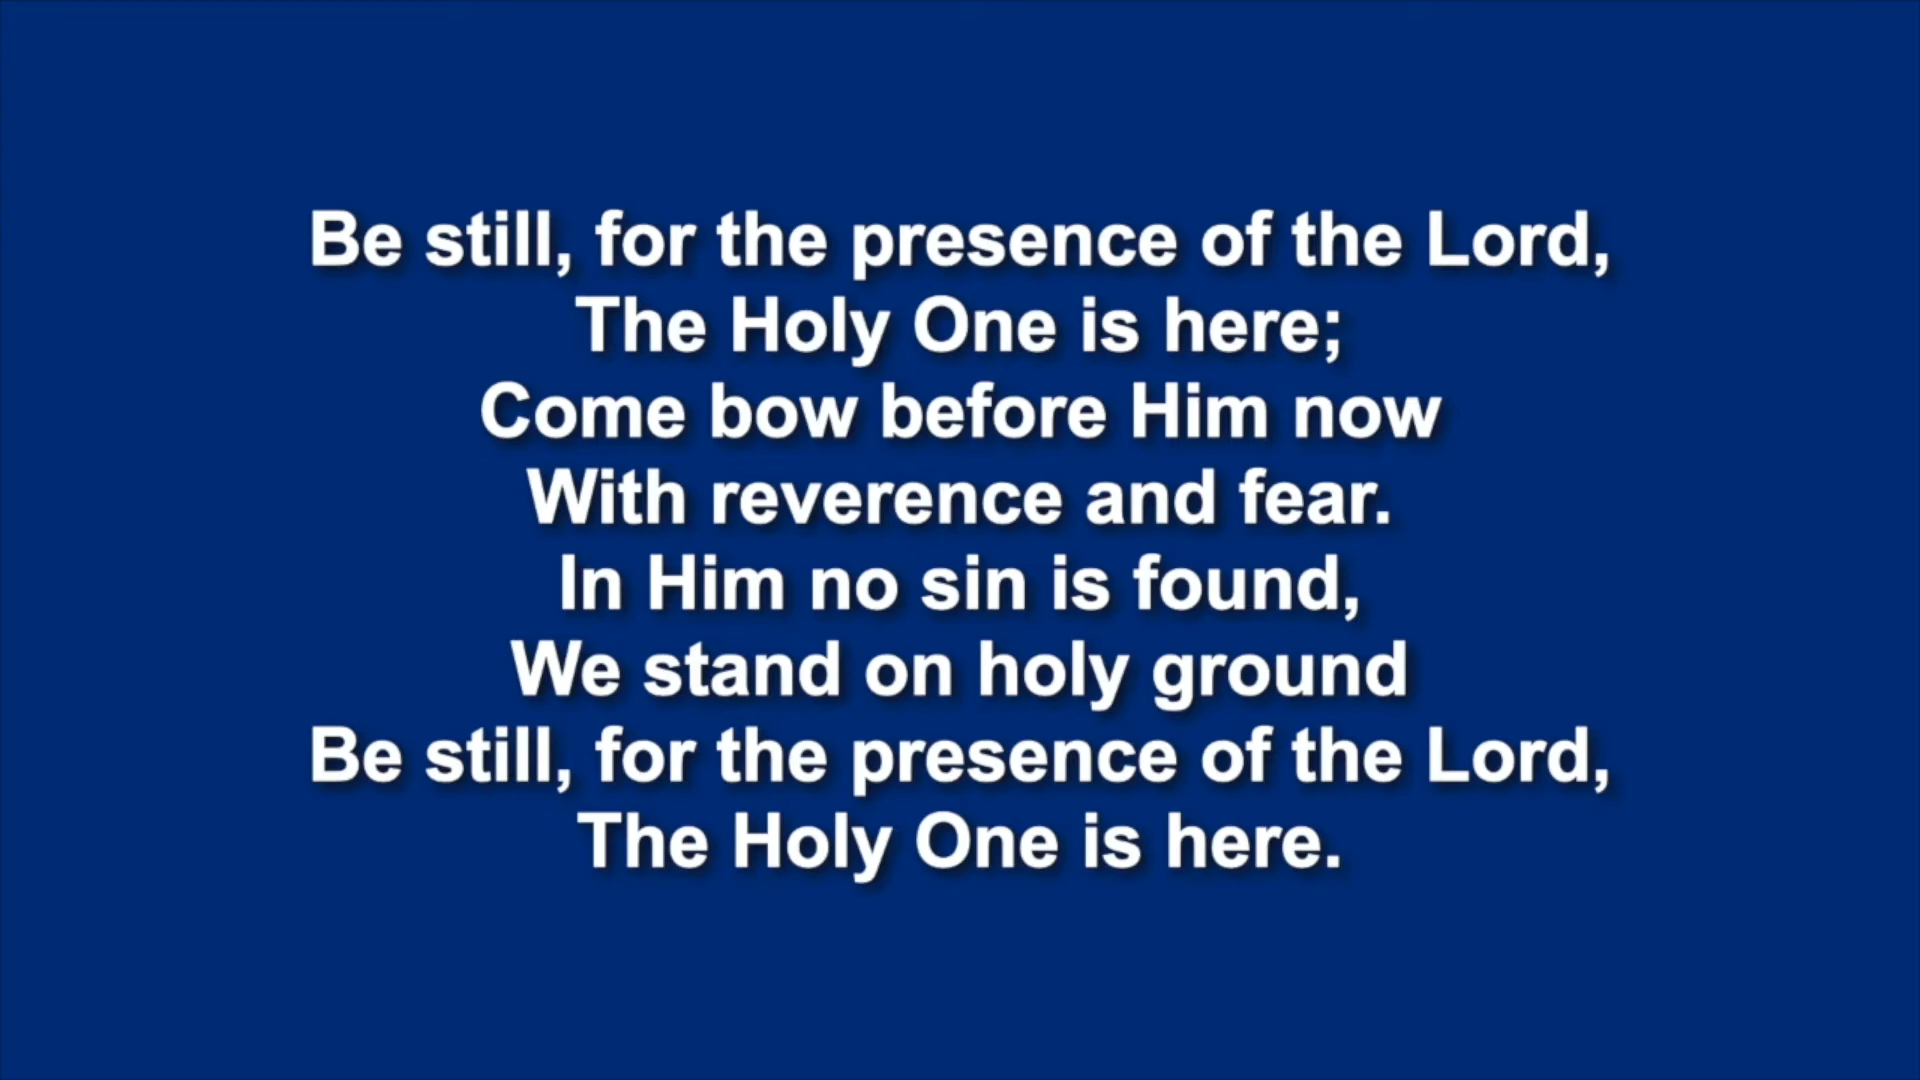 Be still, for the presence of the Lord,
The Holy One is here;
Come bow before Him now
With reverence and fear.
In Him no sin is found,
We stand on holy ground
Be still, for the presence of the Lord,
The Holy One is here.